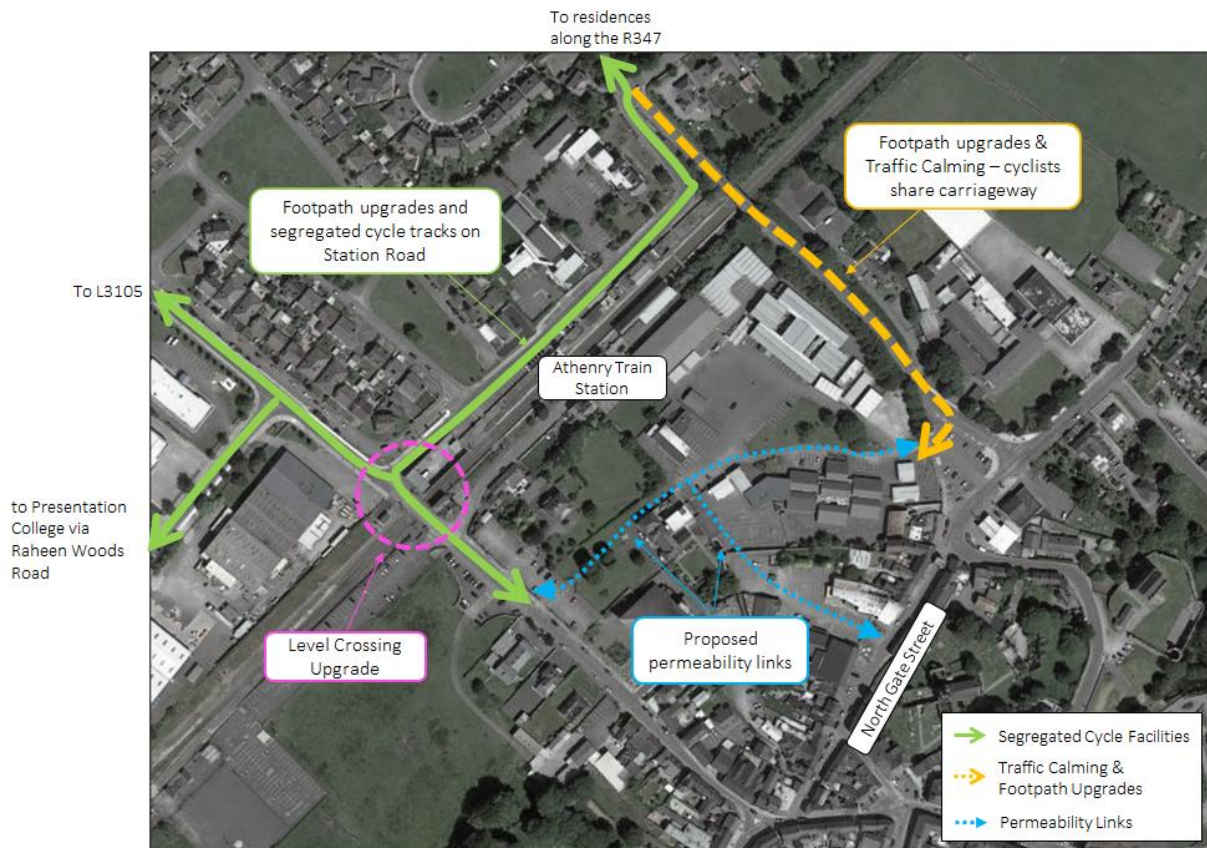 To residences
along the R347
Footpath upgrades &
Traffic Calming – cyclists
share carriageway
Footpath upgrades and
segregated cycle tracks on
Station Road
To L3105
Athenry Train
Station
to Presentation
College via
Raheen Woods
Road
Level Crossing
Upgrade
Proposed
permeability links
North Gate Street
Segregated Cycle Facilities
Traffic Calming &
Footpath Upgrades
Permeability Links